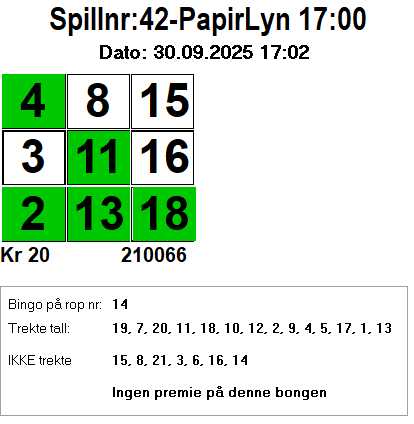 Spillnr:42-PapirLyn 17:00
Dato: 30.09.2025 17:02
4 8 15
3 11 16
2 13 18
Kr 20 210066
Bingo på rop nr: 14
Trekte tall: 19, 7, 20, 11, 18, 10, 12, 2, 9, 4, 5, 17, 1, 13
IKKE trekte 15, 8, 21, 3, 6, 16, 14
Ingen premie på denne bongen